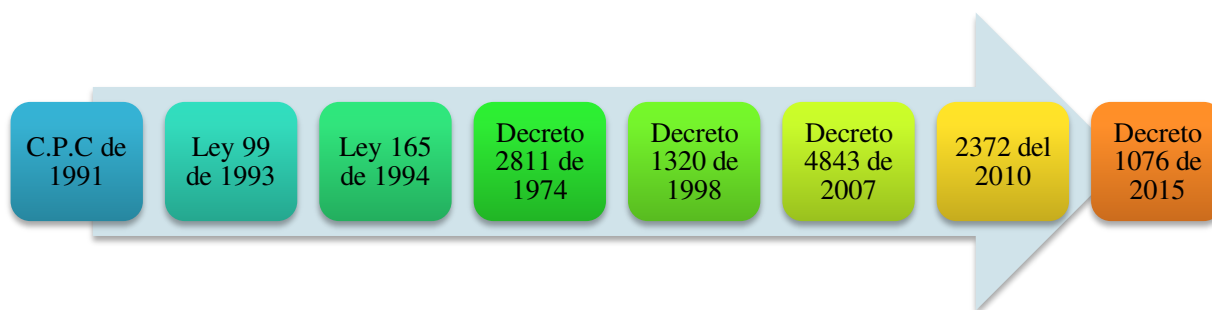 C.P.C de
1991
Ley 99
de 1993
Ley 165
de 1994
Decreto
2811 de
1974
Decreto
1320 de
1998
Decreto
4843 de
2007
2372 del
2010
Decreto
1076 de
2015